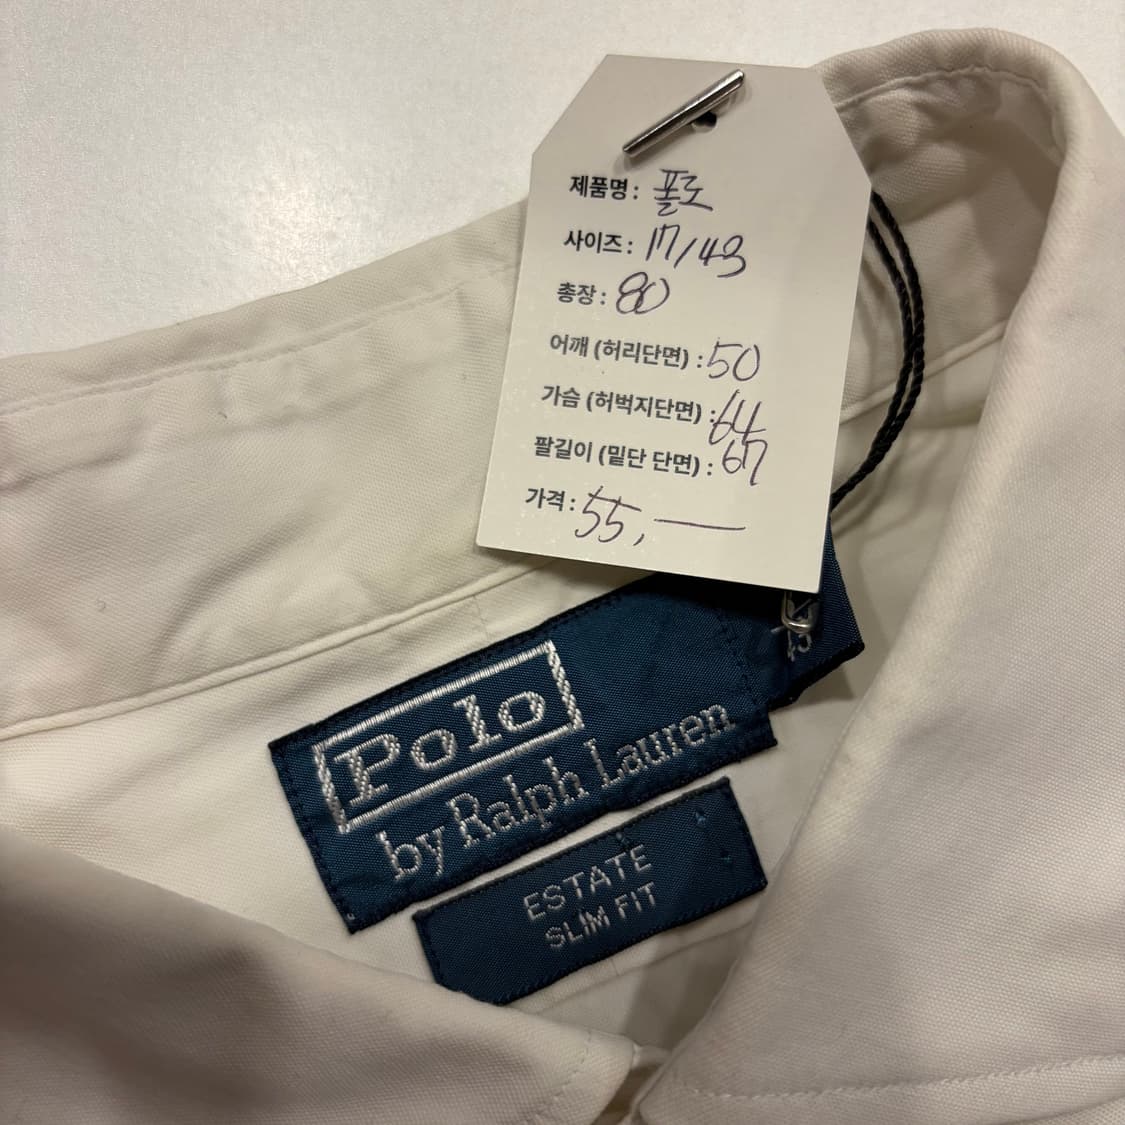 제품명 : 폴로
사이즈 : 17/43
총장 : 80
어깨 (허리단면) : 50
가슴 (허벅지단면) : 64
팔길이 (밑단 단면) : 67
가격 : 55,—
Polo
by Ralph Lauren
ESTATE
SLIM FIT